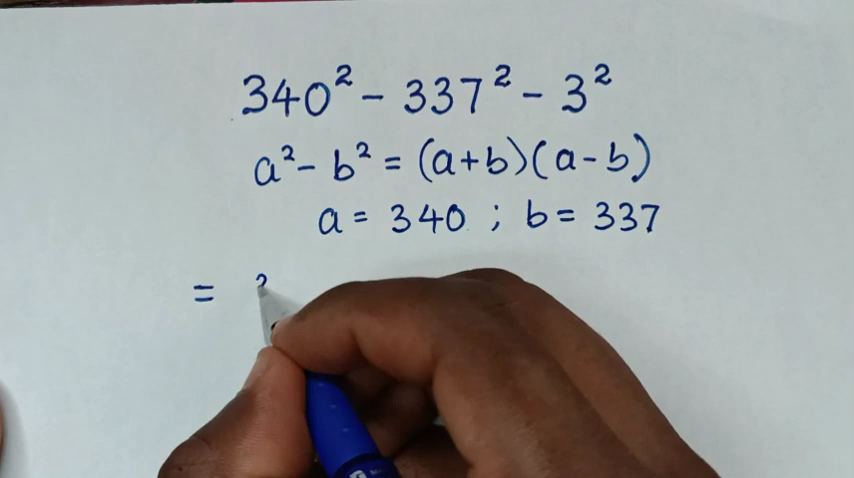 340² - 337² - 3²
a² - b² = (a+b)(a-b)
a = 340 ; b = 337
=